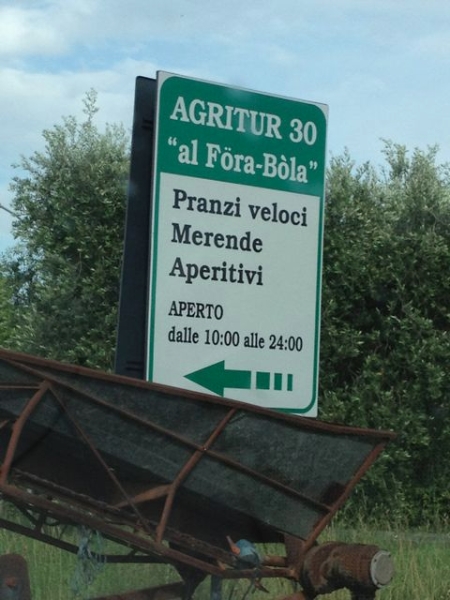 AGRITUR 30
"al Föra-Bòla"
Pranzi veloci
Merende
Aperitivi
APERTO
dalle 10:00 alle 24:00